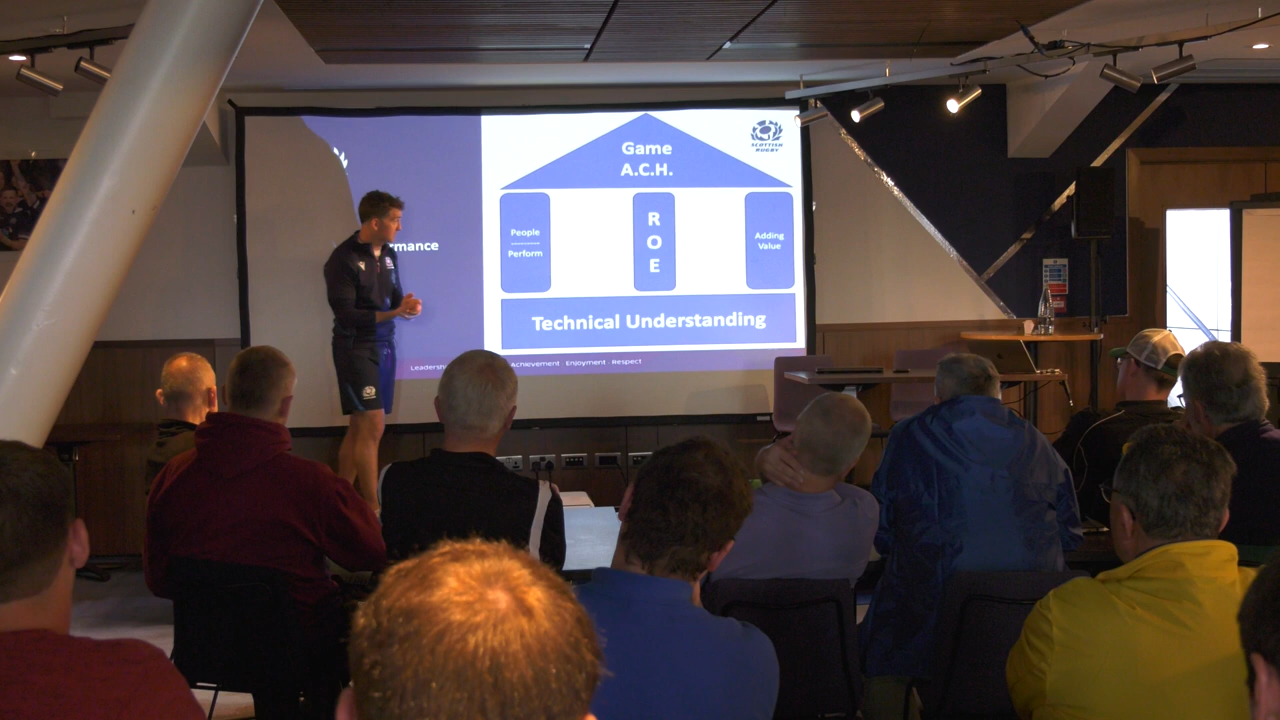 Game
A.C.H.
SCOTTISH
RUGBY
People
Perform
R
O
E
Adding
Value
rmance
Technical Understanding
Achievement . Enjoyment . Respect